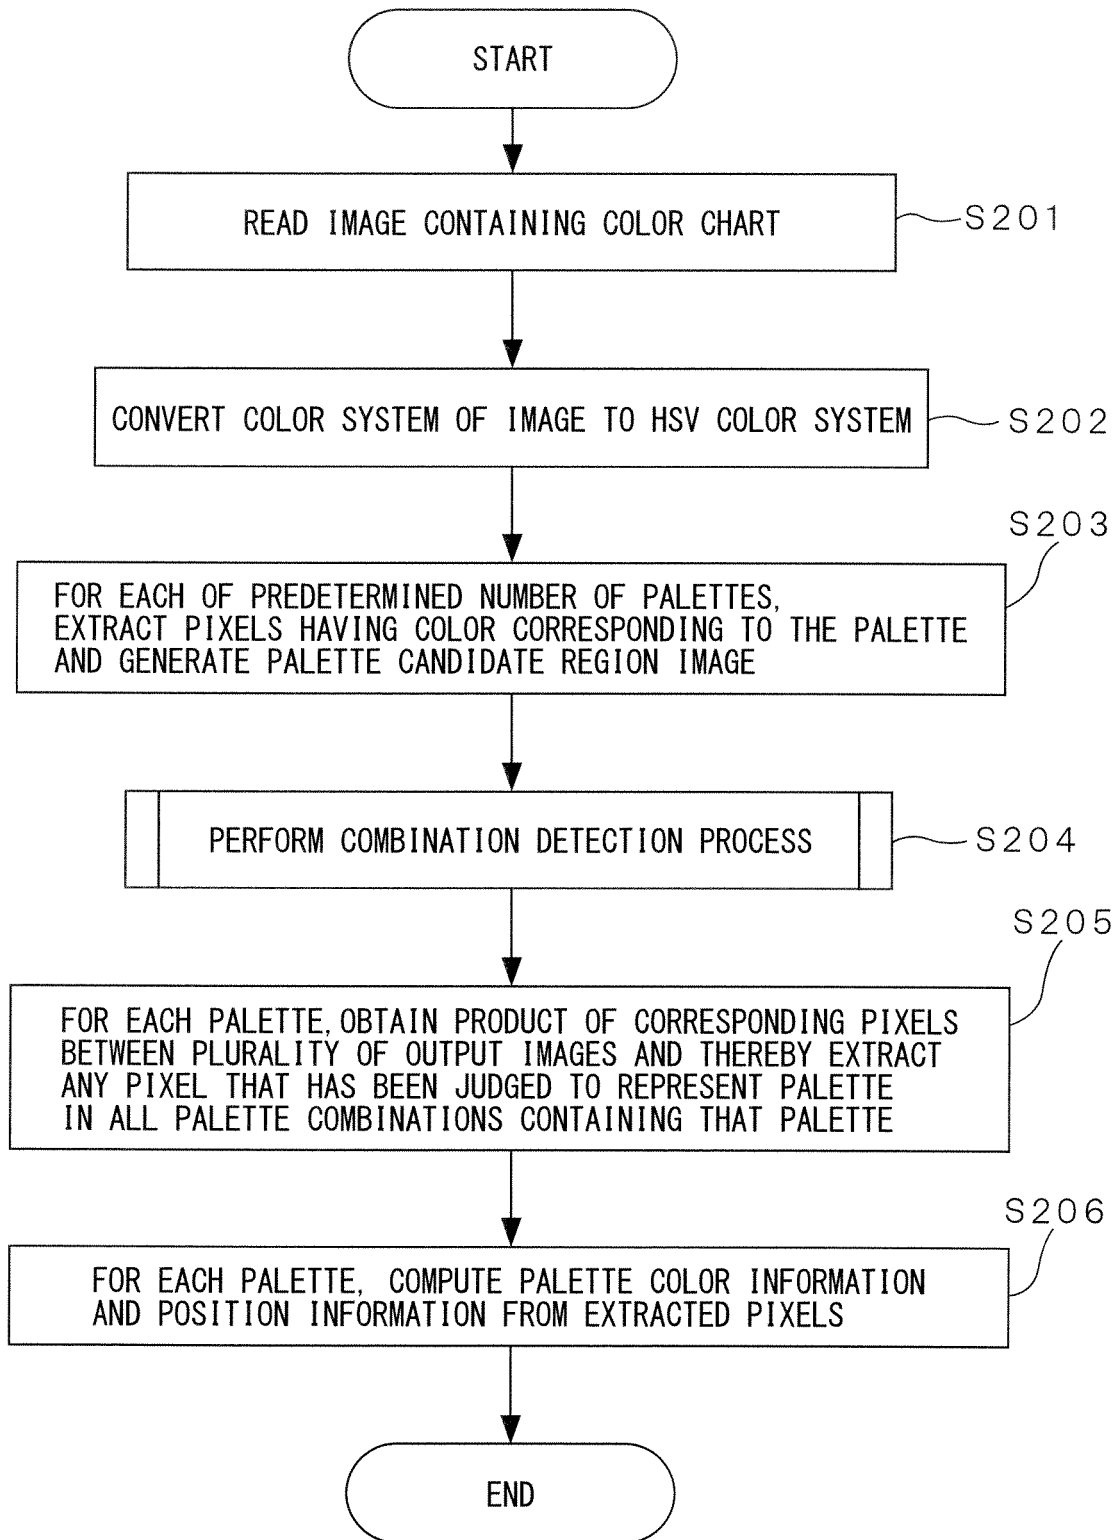 START
READ IMAGE CONTAINING COLOR CHART
S201
CONVERT COLOR SYSTEM OF IMAGE TO HSV COLOR SYSTEM
S202
S203
FOR EACH OF PREDETERMINED NUMBER OF PALETTES,
EXTRACT PIXELS HAVING COLOR CORRESPONDING TO THE PALETTE
AND GENERATE PALETTE CANDIDATE REGION IMAGE
PERFORM COMBINATION DETECTION PROCESS
S204
S205
FOR EACH PALETTE, OBTAIN PRODUCT OF CORRESPONDING PIXELS
BETWEEN PLURALITY OF OUTPUT IMAGES AND THEREBY EXTRACT
ANY PIXEL THAT HAS BEEN JUDGED TO REPRESENT PALETTE
IN ALL PALETTE COMBINATIONS CONTAINING THAT PALETTE
S206
FOR EACH PALETTE, COMPUTE PALETTE COLOR INFORMATION
AND POSITION INFORMATION FROM EXTRACTED PIXELS
END